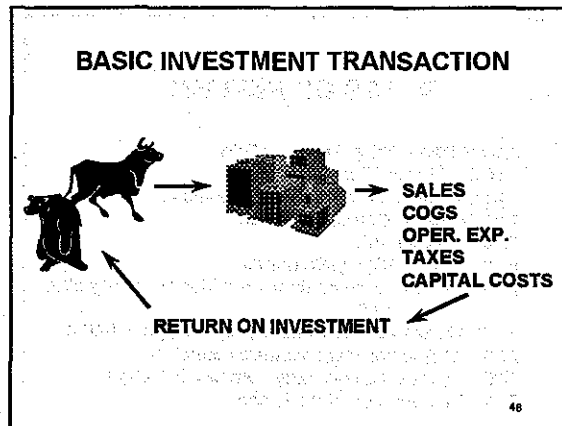 BASIC INVESTMENT TRANSACTION
SALES
COGS
OPER. EXP.
TAXES
CAPITAL COSTS
RETURN ON INVESTMENT
48